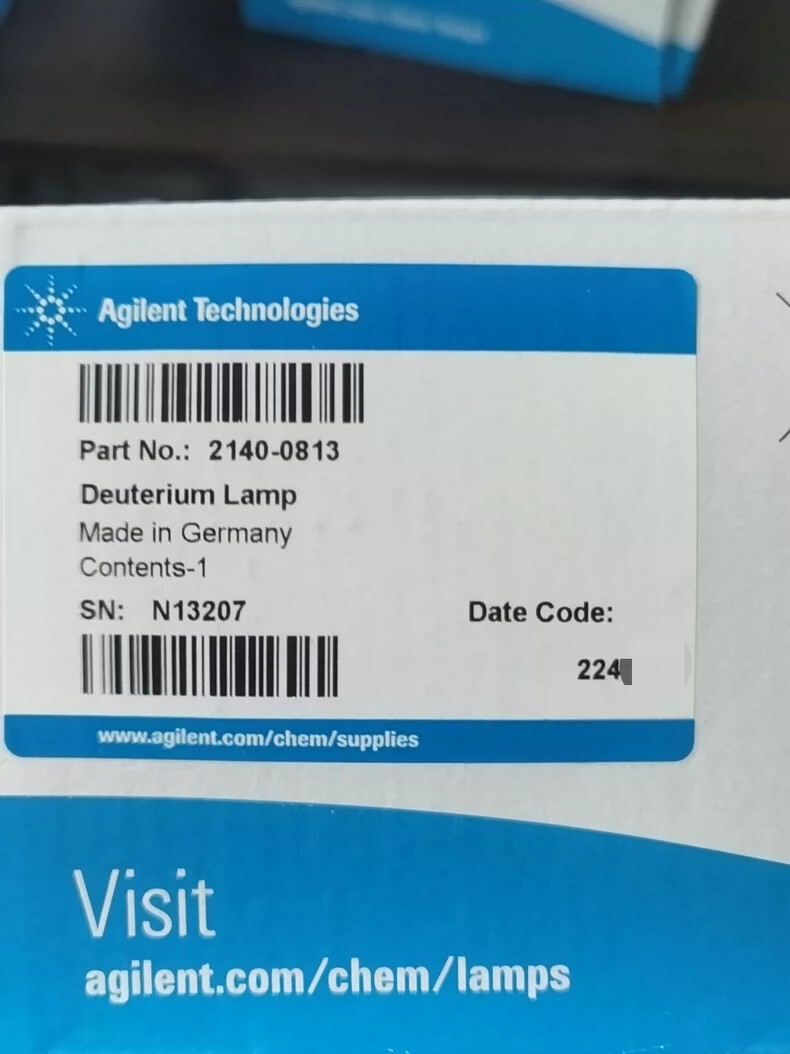 Agilent Technologies
Part No.: 2140-0813
Deuterium Lamp
Made in Germany
Contents-1
SN: N13207
Date Code:
224
www.agilent.com/chem/supplies
Visit
agilent.com/chem/lamps